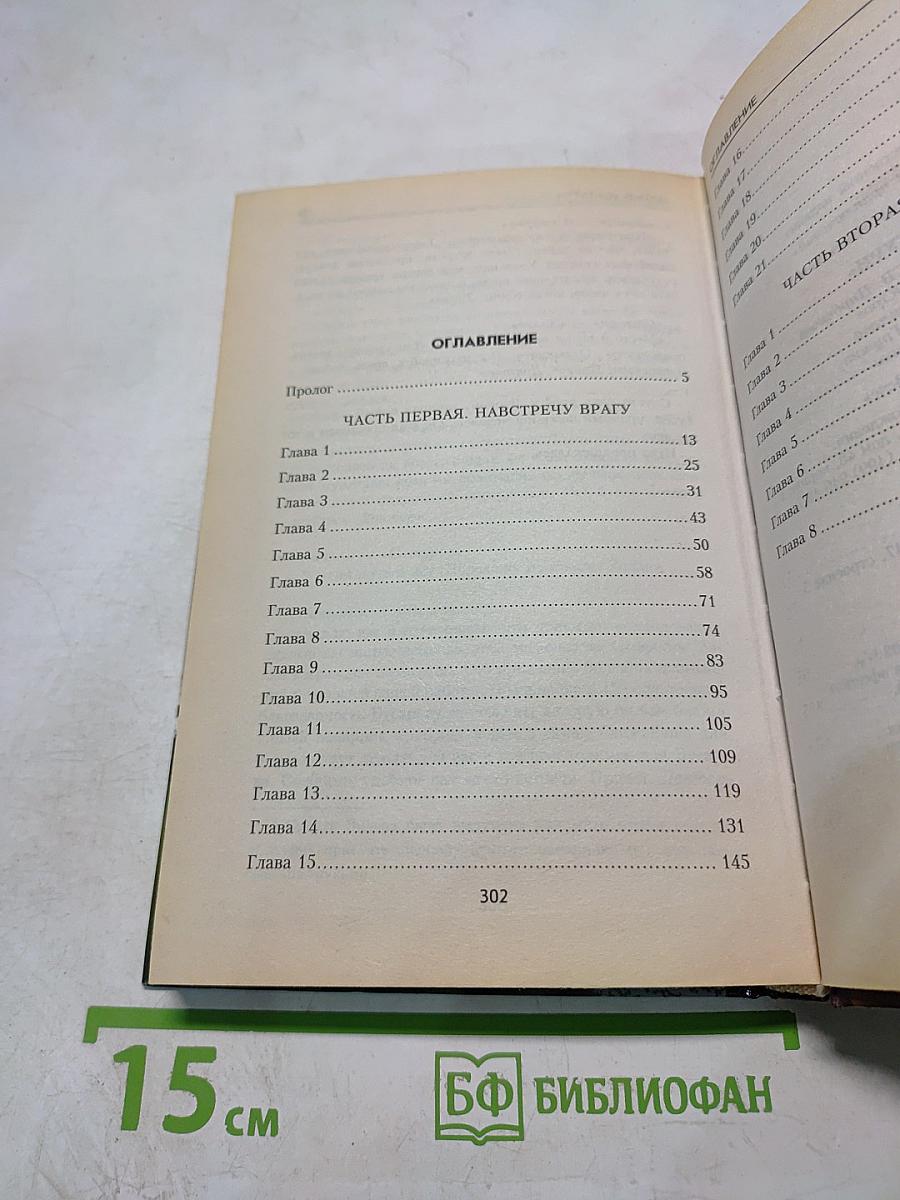 ОГЛАВЛЕНИЕ
Пролог ........ 5
ЧАСТЬ ПЕРВАЯ. НАВСТРЕЧУ ВРАГУ
Глава 1 ........ 13
Глава 2 ........ 25
Глава 3 ........ 31
Глава 4 ........ 43
Глава 5 ........ 50
Глава 6 ........ 58
Глава 7 ........ 71
Глава 8 ........ 74
Глава 9 ........ 83
Глава 10 ........ 95
Глава 11 ........ 105
Глава 12 ........ 109
Глава 13 ........ 119
Глава 14 ........ 131
Глава 15 ........ 145
302
ОГЛАВЛЕНИЕ
Глава 16 ........
Глава 17 ........
Глава 18 ........
Глава 19 ........
Глава 20 ........
Глава 21 ........
ЧАСТЬ ВТОРАЯ
Глава 1 ........
Глава 2 ........
Глава 3 ........
Глава 4 ........
Глава 5 ........
Глава 6 ........
Глава 7 ........
Глава 8 ........
15 см
БФ БИБЛИОФАН